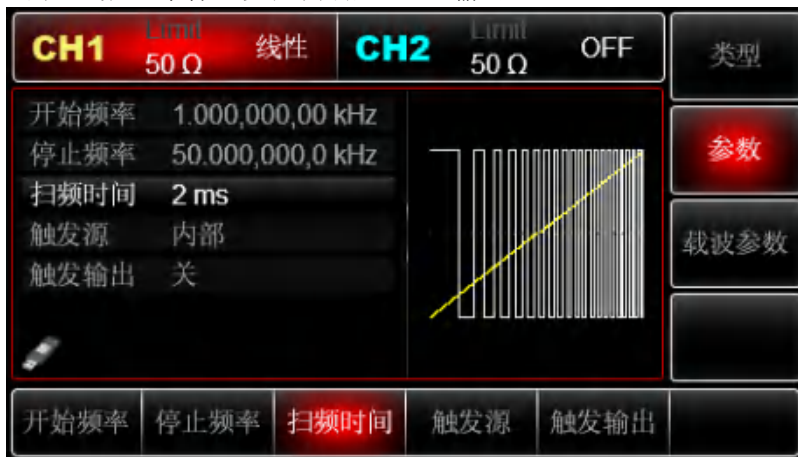 CH1 Limit 50 Ω 线性 CH2 Limit 50 Ω OFF
类型
开始频率 1.000,000,00 kHz
停止频率 50.000,000,0 kHz
参数
扫频时间 2 ms
触发源 内部
载波参数
触发输出 关
开始频率 停止频率 扫频时间 触发源 触发输出